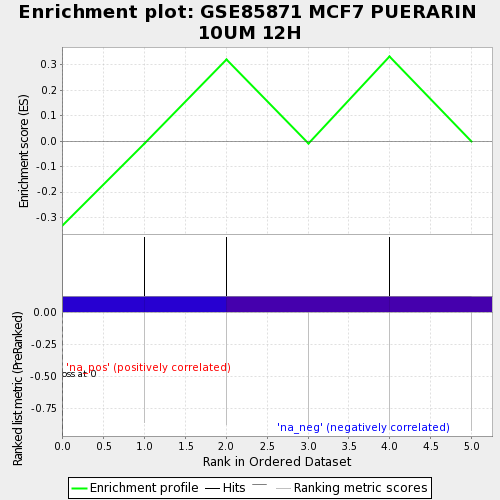 Enrichment plot: GSE85871 MCF7 PUERARIN
10UM 12H
Enrichment score (ES)
0.3
0.2
0.1
0.0
-0.1
-0.2
-0.3
Ranked list metric (PreRanked)
0.00
-0.25
-0.50
-0.75
'na_pos' (positively correlated)
oss at 0
'na_neg' (negatively correlated)
0.0 0.5 1.0 1.5 2.0 2.5 3.0 3.5 4.0 4.5 5.0
Rank in Ordered Dataset
Enrichment profile Hits Ranking metric scores